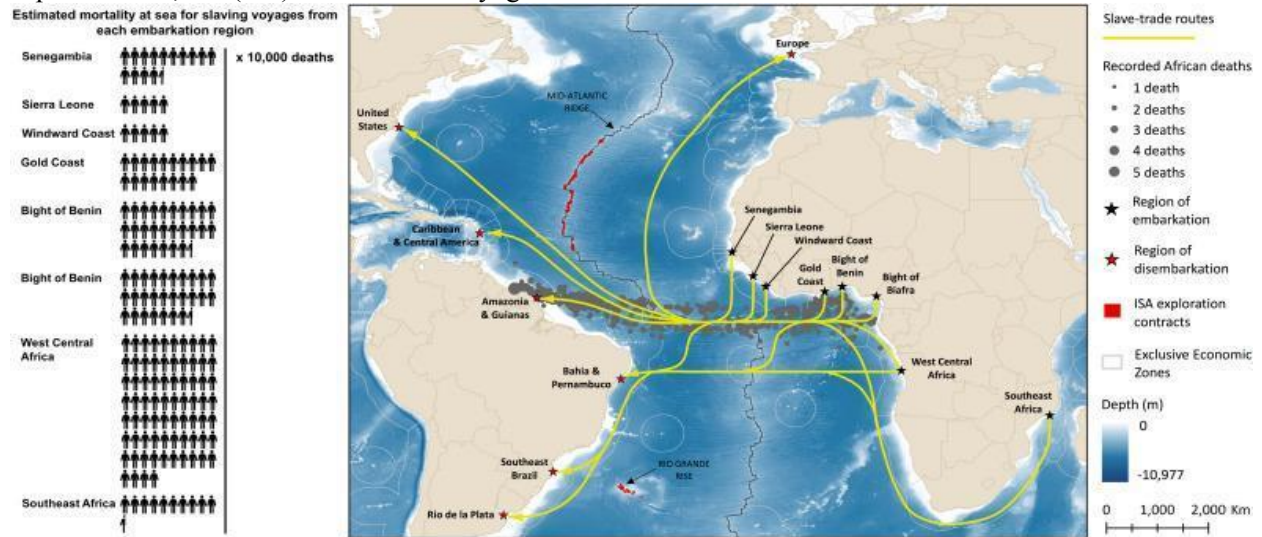 Estimated mortality at sea for slaving voyages from
each embarkation region
Senegambia
x 10,000 deaths
Sierra Leone
Windward Coast
Gold Coast
Bight of Benin
Bight of Benin
West Central
Africa
Southeast Africa
Europe
MID-ATLANTIC
RIDGE
United
States
Caribbean
& Central America
Senegambia
Sierra Leone
Windward Coast
Gold
Coast
Bight of
Benin
Bight of
Biafra
Amazonia
& Guianas
Bahia &
Pernambuco
West Central
Africa
Southeast
Africa
Southeast
Brazil
RIO GRANDE
RISE
Rio de la Plata
Slave-trade routes
Recorded African deaths
1 death
2 deaths
3 deaths
4 deaths
5 deaths
Region of
embarkation
Region of
disembarkation
ISA exploration
contracts
Exclusive Economic
Zones
Depth (m)
0
-10,977
0 1,000 2,000 Km